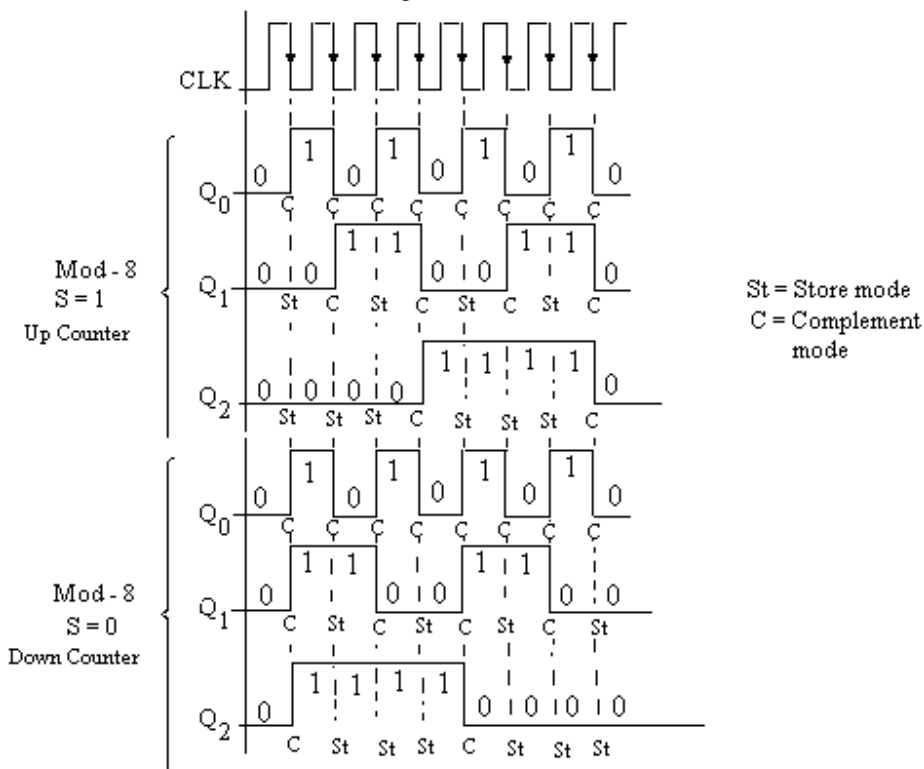 CLK
0 1 0 1 0 1 0 1 0
Q0
C C C C C C C C
0 0 1 1 0 0 1 1 0
Q1
St C St C St C St C
Mod - 8
S = 1
Up Counter
0 0 0 0 1 1 1 1 0
Q2
St St St C St St St C
St = Store mode
C = Complement
mode
0 1 0 1 0 1 0 1 0
Q0
C C C C C C C C
0 1 1 0 0 1 1 0 0
Q1
C St C St C St C St
Mod - 8
S = 0
Down Counter
0 1 1 1 1 0 0 0 0
Q2
C St St St C St St St